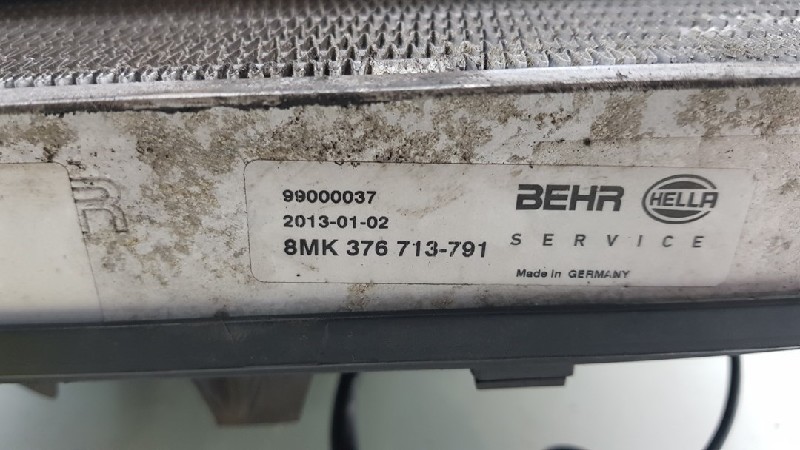 99000037
2013-01-02
8MK 376 713-791
BEHR HELLA
SERVICE
Made in GERMANY